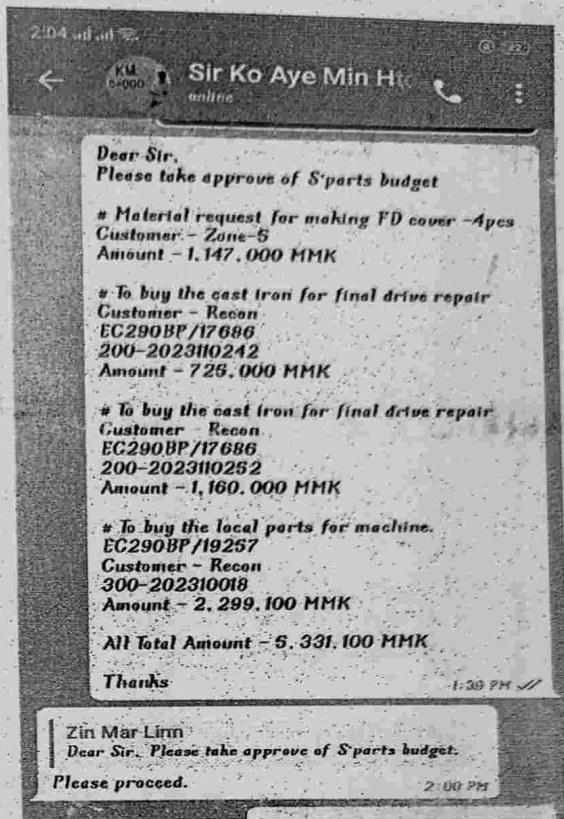 2:04
Sir Ko Aye Min Ht
online
Dear Sir,
Please take approve of S'parts budget
# Material request for making FD cover -4pcs
Customer - Zone-5
Amount - 1,147,000 MMK
# To buy the cast iron for final drive repair
Customer - Recon
EC290BP/17686
200-2023110242
Amount - 725,000 MMK
# To buy the cast iron for final drive repair
Customer - Recon
EC290BP/17686
200-2023110252
Amount - 1,160,000 MMK
# To buy the local parts for machine.
EC290BP/19257
Customer - Recon
300-202310018
Amount - 2,299,100 MMK
All Total Amount - 5,331,100 MMK
Thanks
1:39 PM
Zin Mar Linn
Dear Sir, Please take approve of S'parts budget.
Please proceed.
2:00 PM